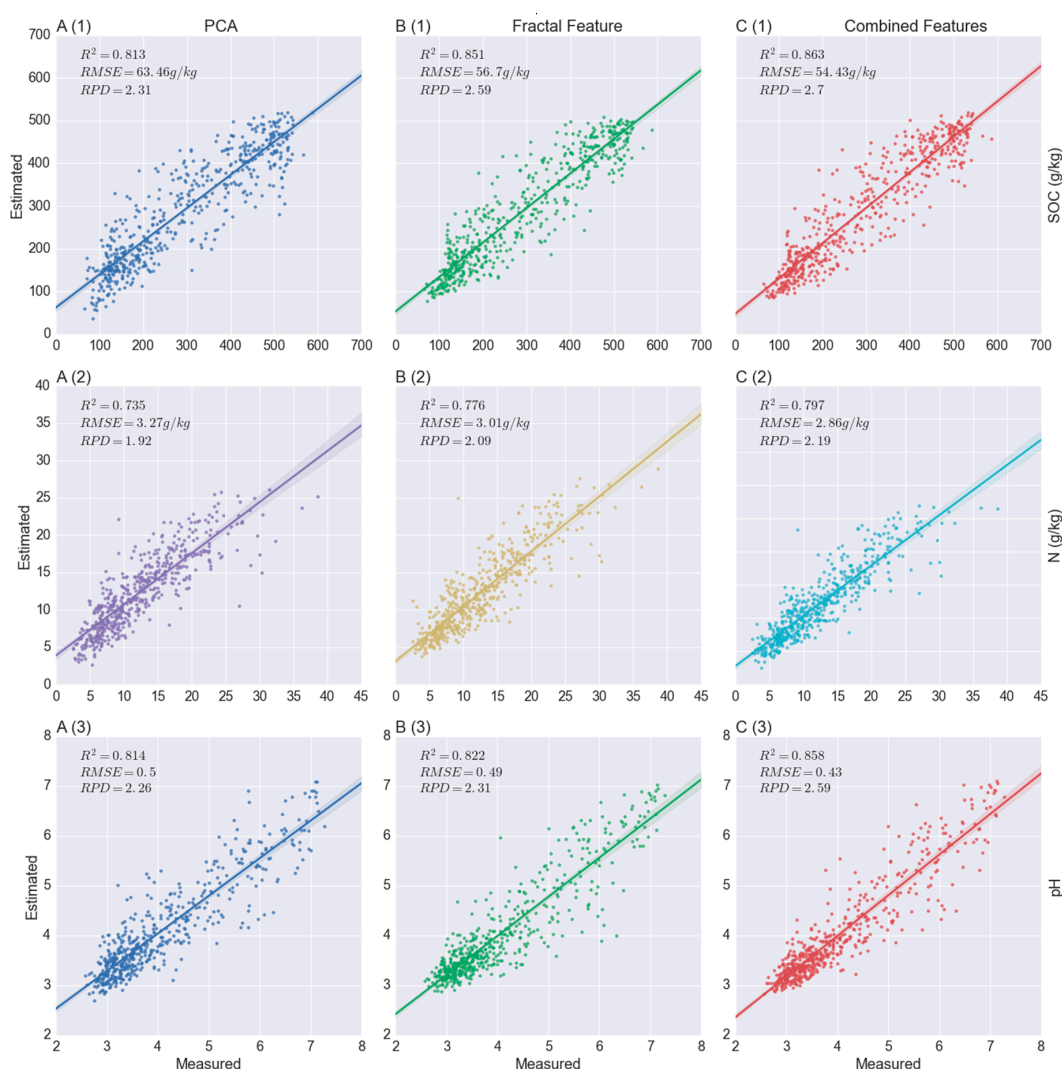 A (1) PCA B (1) Fractal Feature C (1) Combined Features
700
R² = 0.813 R² = 0.851 R² = 0.863
RMSE = 63.46g/kg RMSE = 56.7g/kg RMSE = 54.43g/kg
RPD = 2.31 RPD = 2.59 RPD = 2.7
600
500
400
300
200
100
0
Estimated
SOC (g/kg)
0 100 200 300 400 500 600 700 0 100 200 300 400 500 600 700 0 100 200 300 400 500 600 700
A (2) B (2) C (2)
40
R² = 0.735 R² = 0.776 R² = 0.797
RMSE = 3.27g/kg RMSE = 3.01g/kg RMSE = 2.86g/kg
RPD = 1.92 RPD = 2.09 RPD = 2.19
35
30
25
20
15
10
5
0
Estimated
N (g/kg)
0 5 10 15 20 25 30 35 40 45 0 5 10 15 20 25 30 35 40 45 0 5 10 15 20 25 30 35 40 45
A (3) B (3) C (3)
8 8 8
R² = 0.814 R² = 0.822 R² = 0.858
RMSE = 0.5 RMSE = 0.49 RMSE = 0.43
RPD = 2.26 RPD = 2.31 RPD = 2.59
7 7 7
6 6 6
5 5 5
4 4 4
3 3 3
2 2 2
Estimated
pH
2 3 4 5 6 7 8 2 3 4 5 6 7 8 2 3 4 5 6 7 8
Measured Measured Measured